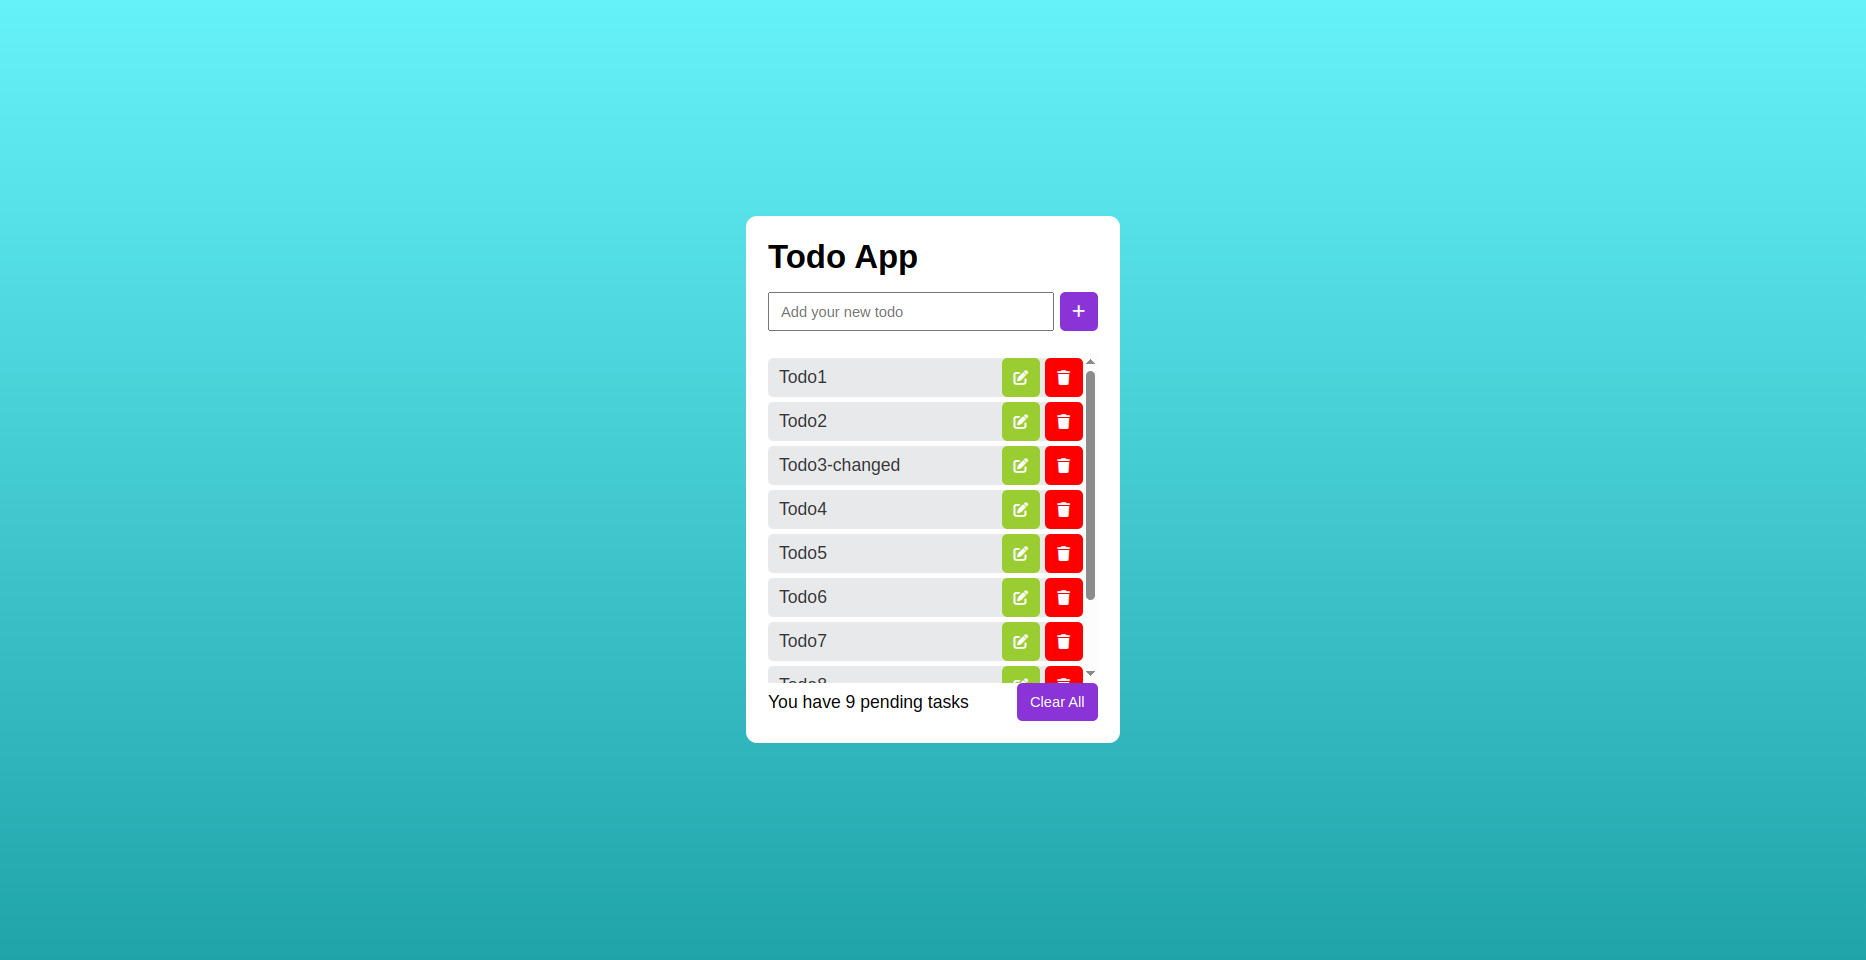 Todo App
Add your new todo
+
Todo1
Todo2
Todo3-changed
Todo4
Todo5
Todo6
Todo7
Todo8
You have 9 pending tasks
Clear All